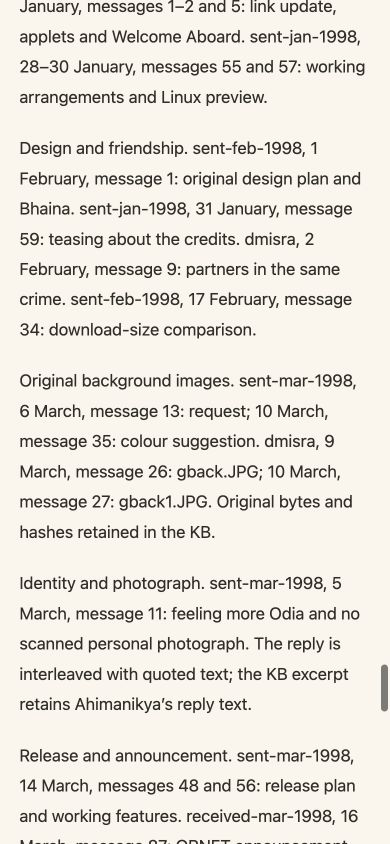 January, messages 1–2 and 5: link update,
applets and Welcome Aboard. sent-jan-1998,
28–30 January, messages 55 and 57: working
arrangements and Linux preview.
Design and friendship. sent-feb-1998, 1
February, message 1: original design plan and
Bhaina. sent-jan-1998, 31 January, message
59: teasing about the credits. dmisra, 2
February, message 9: partners in the same
crime. sent-feb-1998, 17 February, message
34: download-size comparison.
Original background images. sent-mar-1998,
6 March, message 13: request; 10 March,
message 35: colour suggestion. dmisra, 9
March, message 26: gback.JPG; 10 March,
message 27: gback1.JPG. Original bytes and
hashes retained in the KB.
Identity and photograph. sent-mar-1998, 5
March, message 11: feeling more Odia and no
scanned personal photograph. The reply is
interleaved with quoted text; the KB excerpt
retains Ahimanikya’s reply text.
Release and announcement. sent-mar-1998,
14 March, messages 48 and 56: release plan
and working features. received-mar-1998, 16
March, message 87: ORNET announcement